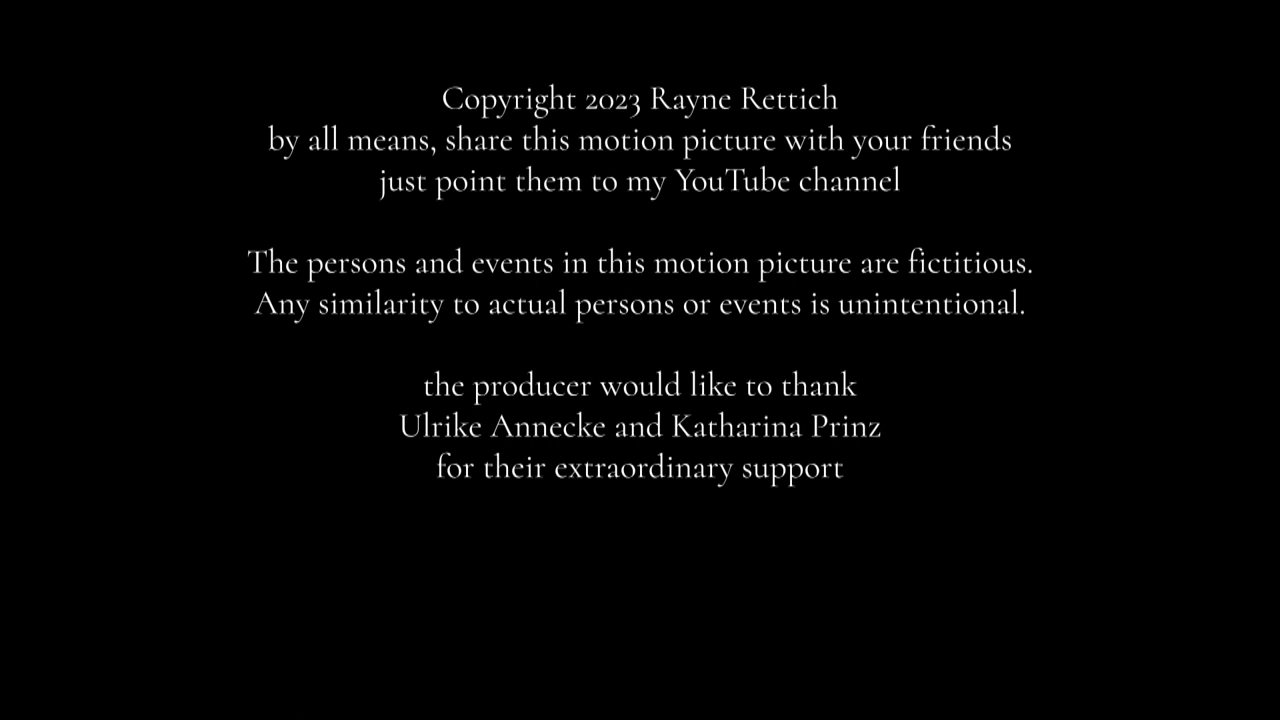 Copyright 2023 Rayne Rettich
by all means, share this motion picture with your friends
just point them to my YouTube channel
The persons and events in this motion picture are fictitious.
Any similarity to actual persons or events is unintentional.
the producer would like to thank
Ulrike Annecke and Katharina Prinz
for their extraordinary support